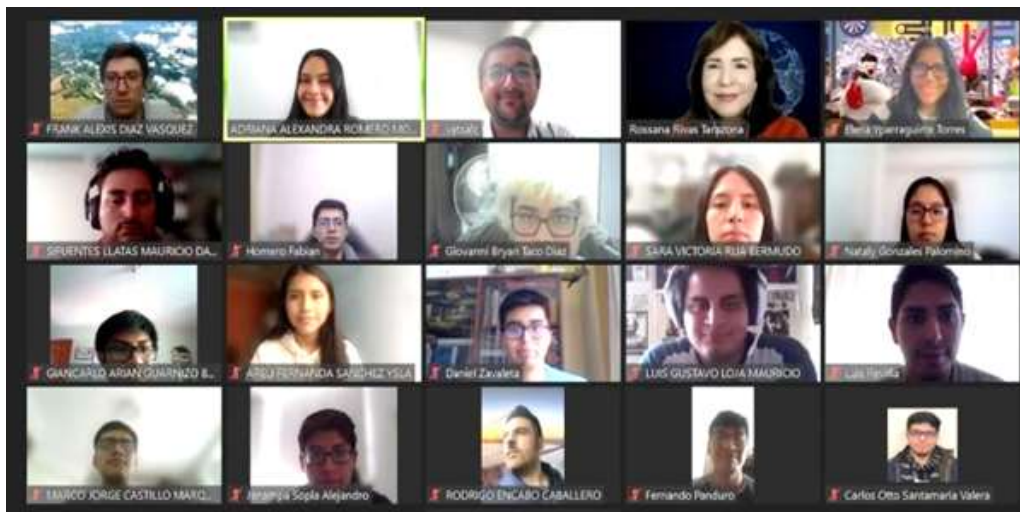 FRANK ALEXIS DIAZ VASQUEZ
ADRIANA ALEXANDRA ROMERO MO...
Rossana Rivas Tarazona
Elena Yparraguirre Torres
SIFUENTES LLATAS MAURICIO DA...
Homero Fabian
Giovanni Bryan Taco Diaz
SARA VICTORIA RUA BERMUDO
Nataly Gonzales Palomino
GIANCARLO ARIAN GUARNIZO B...
FERNANDA SANCHEZ YSLA
Daniel Zavaleta
LUIS GUSTAVO LOJA MAURICIO
Luis Revilla
MARCO JORGE CASTILLO MARQ...
Sopla Alejandro
RODRIGO ENCABO CABALLERO
Fernando Panduro
Carlos Otto Santamaria Valera